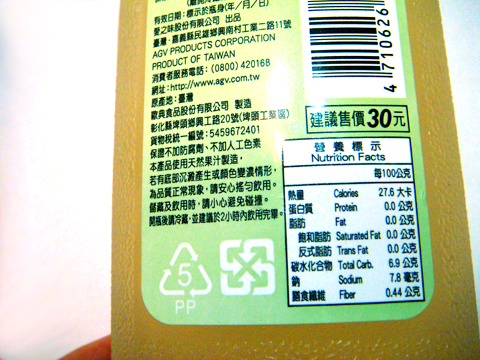 有效日期:標示於瓶身(年/月/日)
愛之味股份有限公司 出品
臺灣・嘉義縣民雄鄉興南村工業二路11號
AGV PRODUCTS CORPORATION
PRODUCT OF TAIWAN
消費者服務電話:(0800) 420168
網址:http://www.agv.com.tw
原產地:臺灣
歐典食品股份有限公司 製造
彰化縣埤頭鄉興工路20號(埤頭工業區)
貨物稅統一編號:5459672401
保證不加防腐劑、不加人工色素
本產品使用天然果汁製造,
若有底部沉澱產生或顏色變濃情形,
為品質正常現象,請安心搖勻飲用。
儲藏及飲用時,請小心避免碰撞。
開瓶後請冷藏,並建議於2小時內飲用完畢。
4 710626
建議售價30元
營養標示
Nutrition Facts
每100公克
熱量 Calories 27.6 大卡
蛋白質 Protein 0.0 公克
脂肪 Fat 0.0 公克
飽和脂肪 Saturated Fat 0.0 公克
反式脂肪 Trans Fat 0.0 公克
碳水化合物 Total Carb. 6.9 公克
鈉 Sodium 7.8 毫克
膳食纖維 Fiber 0.44 公克
5
PP